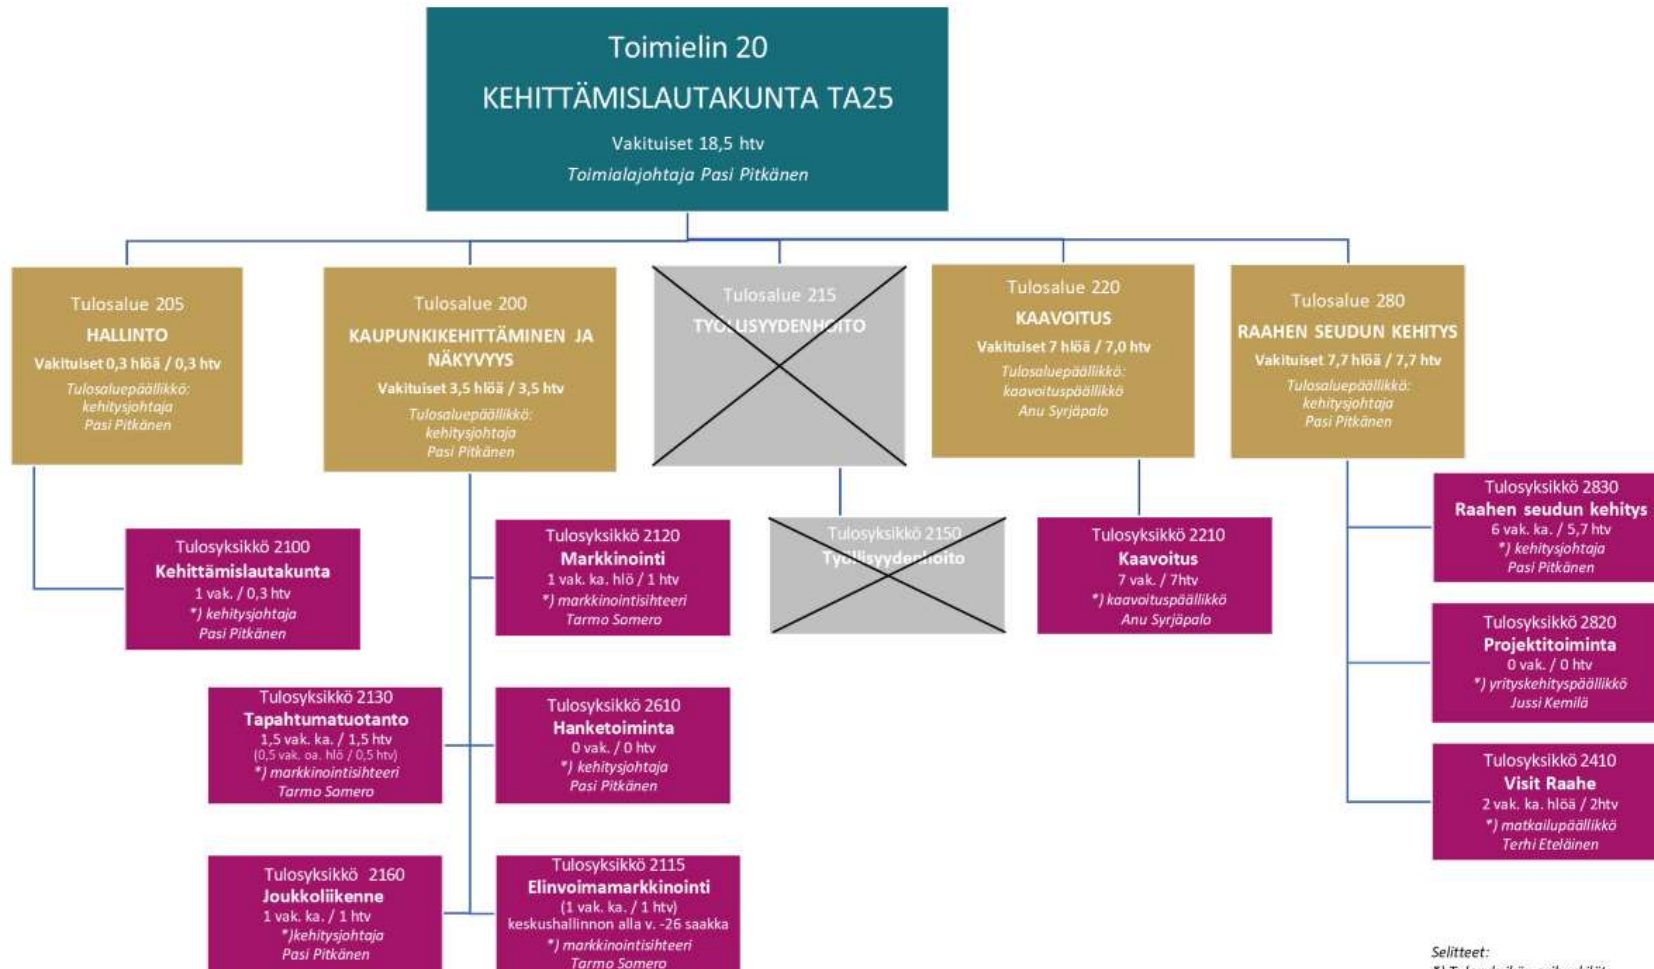 Toimielin 20
KEHITTÄMISLAUTAKUNTA TA25
Vakituiset 18,5 htv
Toimialajohtaja Pasi Pitkänen
Tulosalue 205
HALLINTO
Vakituiset 0,3 hlöä / 0,3 htv
Tulosaluepäällikkö:
kehitysjohtaja
Pasi Pitkänen
Tulosalue 200
KAUPUNKIKEHITTÄMINEN JA
NÄKYVYYS
Vakituiset 3,5 hlöä / 3,5 htv
Tulosaluepäällikkö:
kehitysjohtaja
Pasi Pitkänen
Tulosalue 215
TYÖLLISYYDENHOITO
Tulosalue 220
KAAVOITUS
Vakituiset 7 hlöä / 7,0 htv
Tulosaluepäällikkö:
kaavoituspäällikkö
Anu Syrjäpalo
Tulosalue 280
RAAHEN SEUDUN KEHITYS
Vakituiset 7,7 hlöä / 7,7 htv
Tulosaluepäällikkö:
kehitysjohtaja
Pasi Pitkänen
Tulosyksikkö 2100
Kehittämislautakunta
1 vak. / 0,3 htv
*) kehitysjohtaja
Pasi Pitkänen
Tulosyksikkö 2120
Markkinointi
1 vak. ka. hlö / 1 htv
*) markkinointisihteeri
Tarmo Somero
Tulosyksikkö 2130
Tapahtumatuotanto
1,5 vak. ka. / 1,5 htv
(0,5 vak. oa. hlö / 0,5 htv)
*) markkinointisihteeri
Tarmo Somero
Tulosyksikkö 2610
Hanketoiminta
0 vak. / 0 htv
*) kehitysjohtaja
Pasi Pitkänen
Tulosyksikkö 2160
Joukkoliikenne
1 vak. ka. / 1 htv
*)kehitysjohtaja
Pasi Pitkänen
Tulosyksikkö 2115
Elinvoimamarkkinointi
(1 vak. ka. / 1 htv)
keskushallinnon alla v. -26 saakka
*) markkinointisihteeri
Tarmo Somero
Tulosyksikkö 2150
Työllisyydenhoito
Tulosyksikkö 2210
Kaavoitus
7 vak. / 7htv
*) kaavoituspäällikkö
Anu Syrjäpalo
Tulosyksikkö 2830
Raahen seudun kehitys
6 vak. ka. / 5,7 htv
*) kehitysjohtaja
Pasi Pitkänen
Tulosyksikkö 2820
Projektitoiminta
0 vak. / 0 htv
*) yrityskehityspäällikkö
Jussi Kemilä
Tulosyksikkö 2410
Visit Raahe
2 vak. ka. hlöä / 2htv
*) matkailupäällikkö
Terhi Eteläinen
Selitteet: